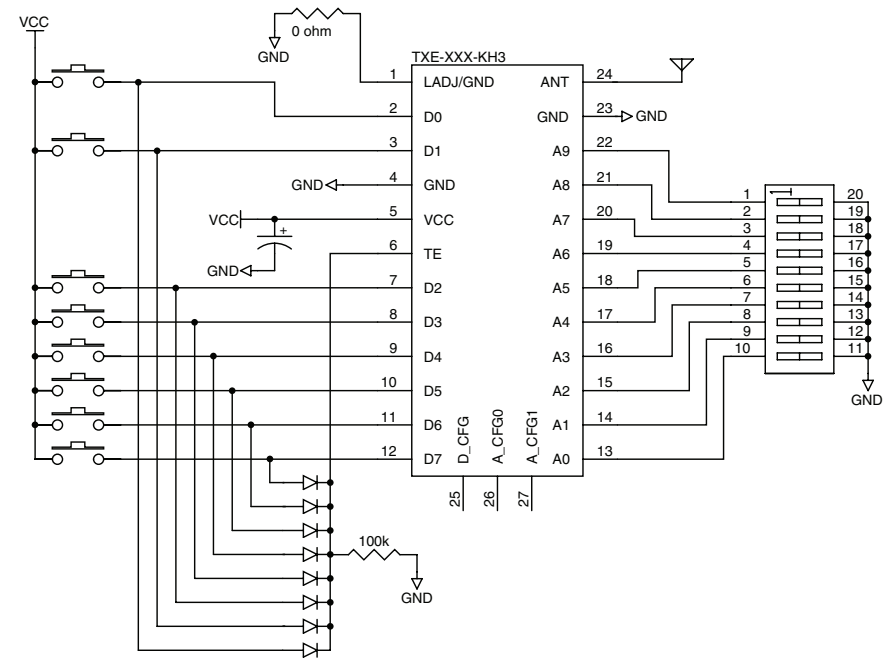 VCC
0 ohm
GND
TXE-XXX-KH3
1 LADJ/GND ANT 24
2 D0 GND 23 GND
3 D1 A9 22
GND 4 GND A8 21
VCC 5 VCC A7 20
+
GND
6 TE A6 19
7 D2 A5 18
8 D3 A4 17
9 D4 A3 16
10 D5 A2 15
11 D6 A1 14
12 D7 A0 13
D_CFG A_CFG0 A_CFG1
25 26 27
1 1 20
2 19
3 18
4 17
5 16
6 15
7 14
8 13
9 12
10 11
GND
100k
GND